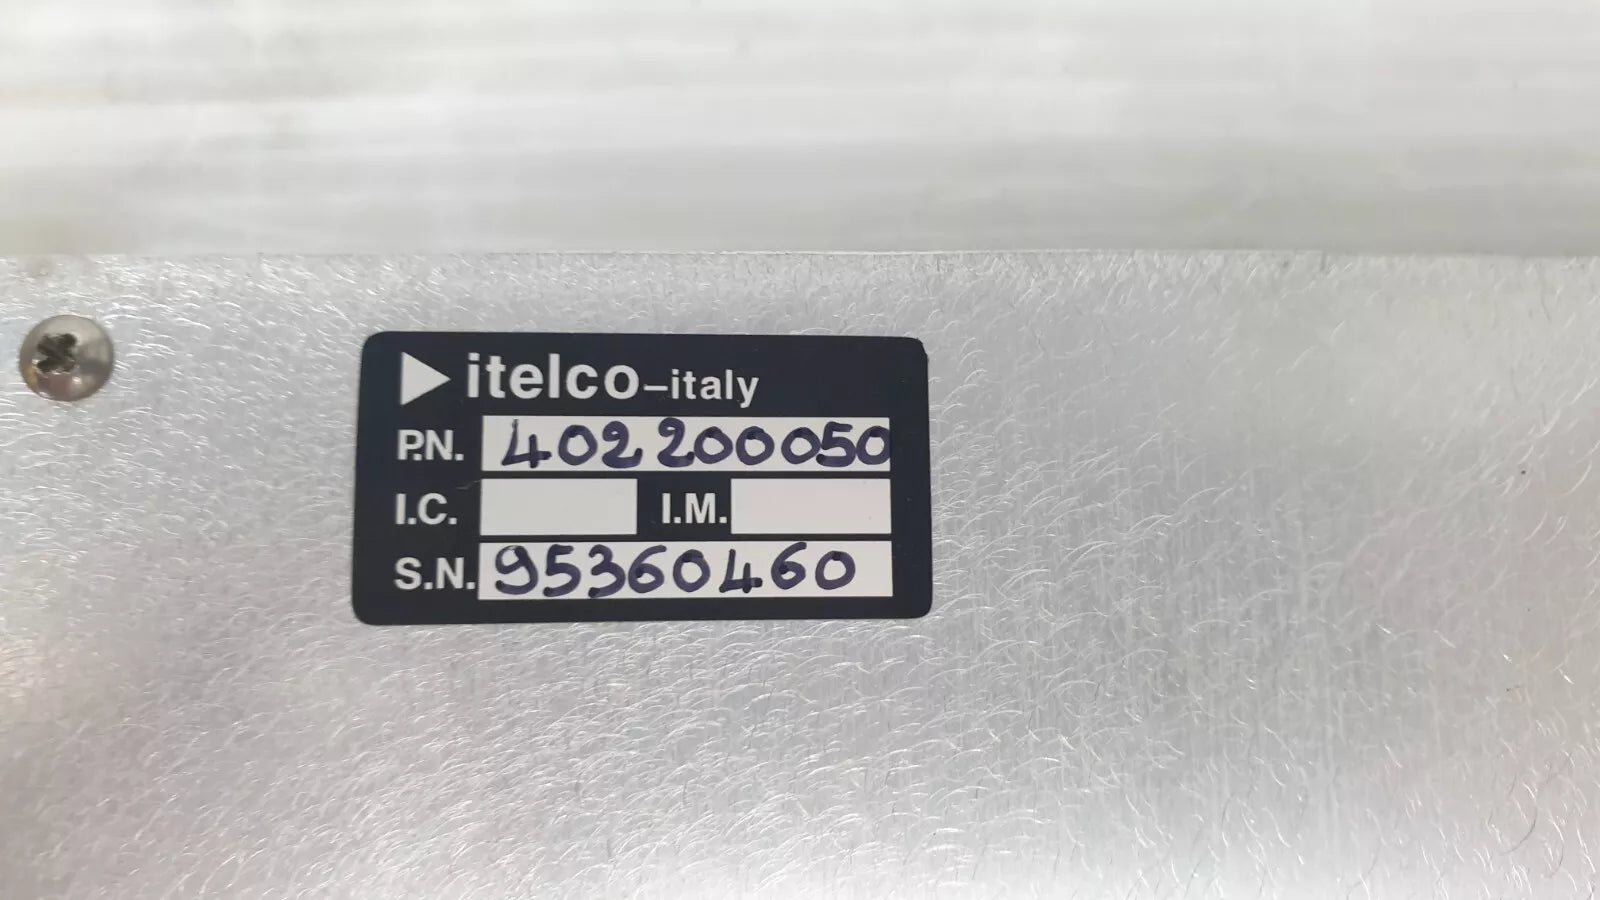 itelco-italy
P.N. 402200050
I.C. I.M.
S.N. 95360460